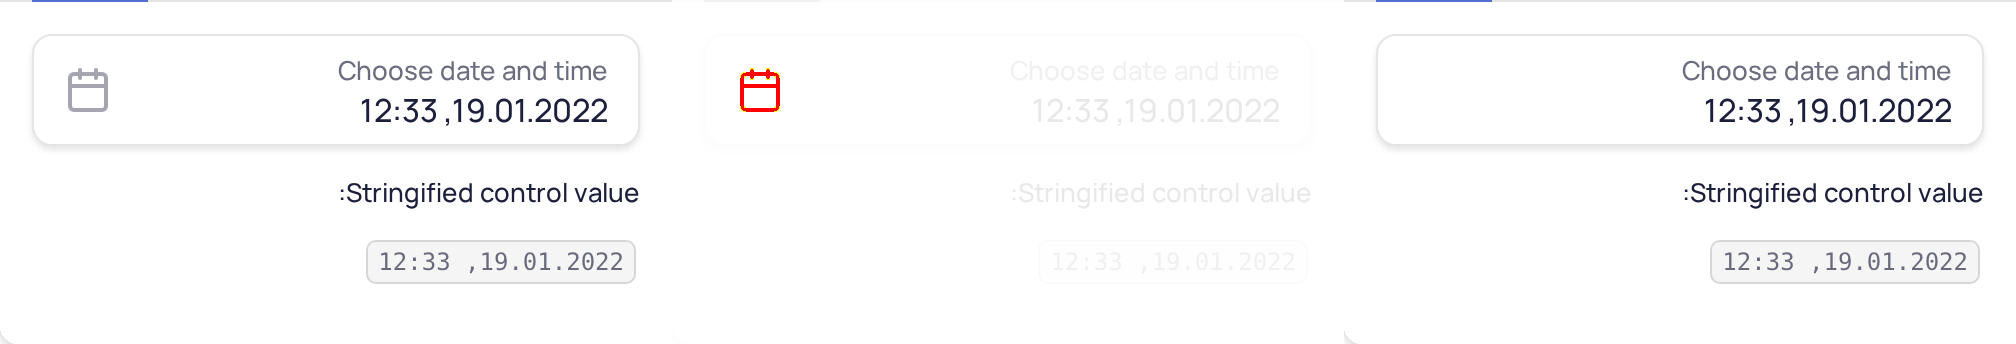 Choose date and time
12:33 ,19.01.2022
:Stringified control value
12:33 ,19.01.2022
Choose date and time
12:33 ,19.01.2022
:Stringified control value
12:33 ,19.01.2022
Choose date and time
12:33 ,19.01.2022
:Stringified control value
12:33 ,19.01.2022